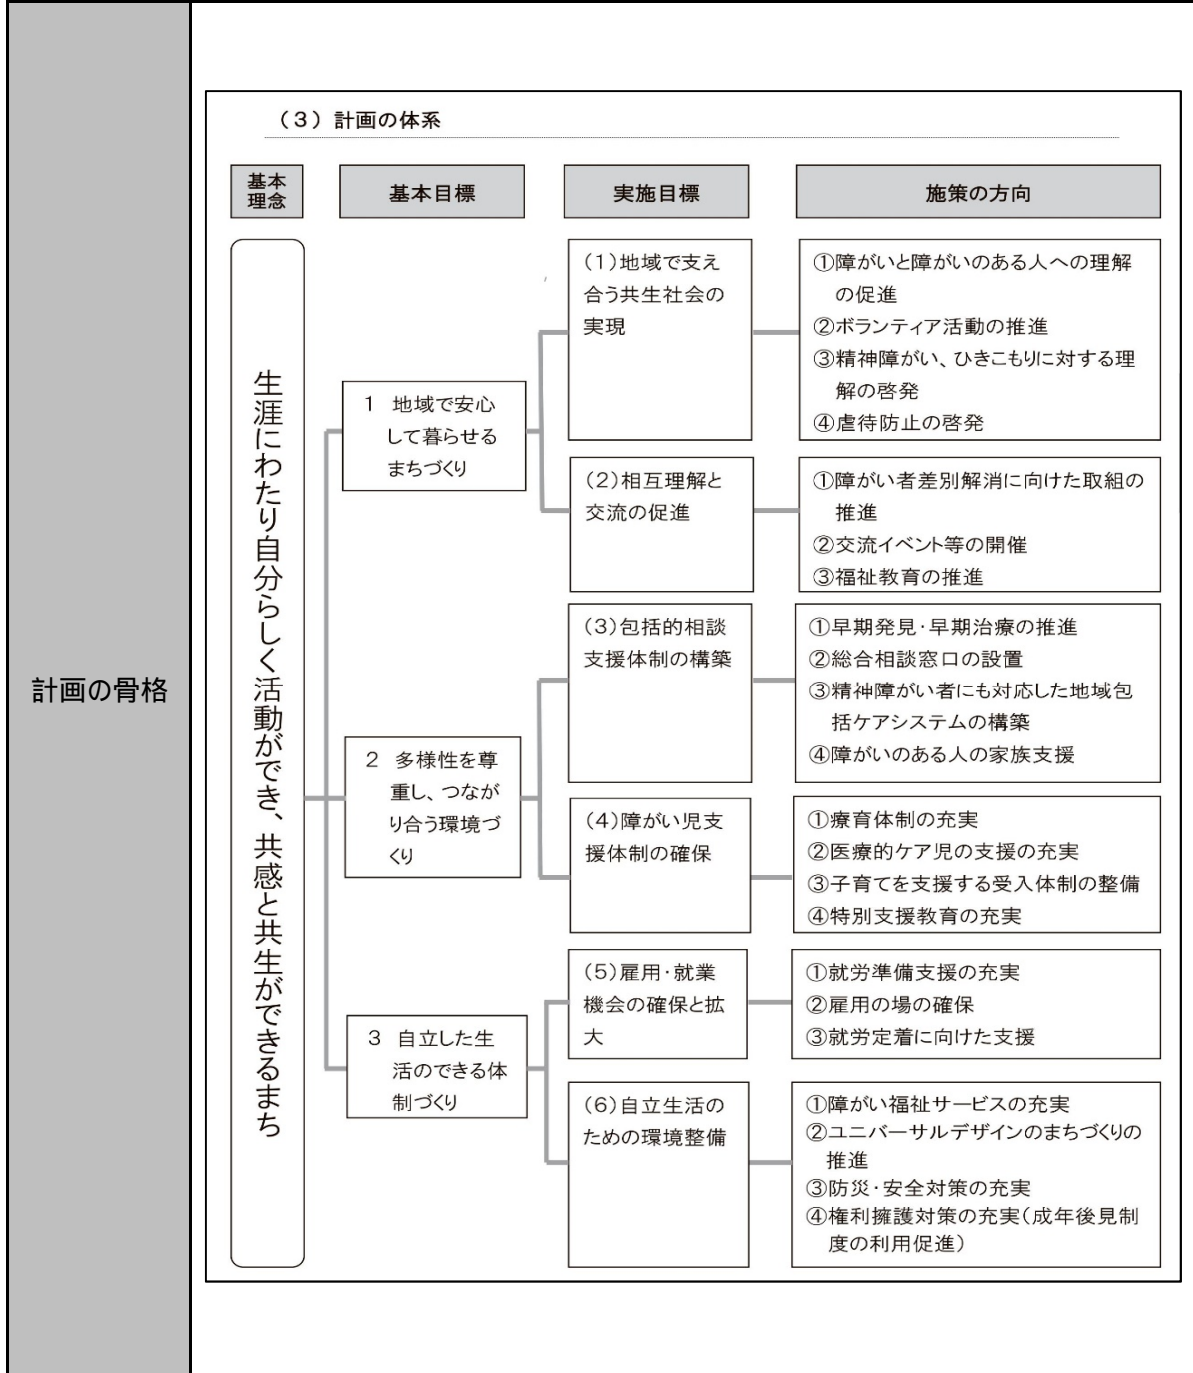 計画の骨格
(3)計画の体系
基本
理念
基本目標
実施目標
施策の方向
生涯にわたり自分らしく活動ができ、共感と共生ができるまち
1 地域で安心
して暮らせる
まちづくり
(1)地域で支え
合う共生社会の
実現
①障がいと障がいのある人への理解
の促進
②ボランティア活動の推進
③精神障がい、ひきこもりに対する理
解の啓発
④虐待防止の啓発
(2)相互理解と
交流の促進
①障がい者差別解消に向けた取組の
推進
②交流イベント等の開催
③福祉教育の推進
2 多様性を尊
重し、つなが
り合う環境づ
くり
(3)包括的相談
支援体制の構築
①早期発見・早期治療の推進
②総合相談窓口の設置
③精神障がい者にも対応した地域包
括ケアシステムの構築
④障がいのある人の家族支援
(4)障がい児支
援体制の確保
①療育体制の充実
②医療的ケア児の支援の充実
③子育てを支援する受入体制の整備
④特別支援教育の充実
3 自立した生
活のできる体
制づくり
(5)雇用・就業
機会の確保と拡
大
①就労準備支援の充実
②雇用の場の確保
③就労定着に向けた支援
(6)自立生活の
ための環境整備
①障がい福祉サービスの充実
②ユニバーサルデザインのまちづくりの
推進
③防災・安全対策の充実
④権利擁護対策の充実(成年後見制
度の利用促進)